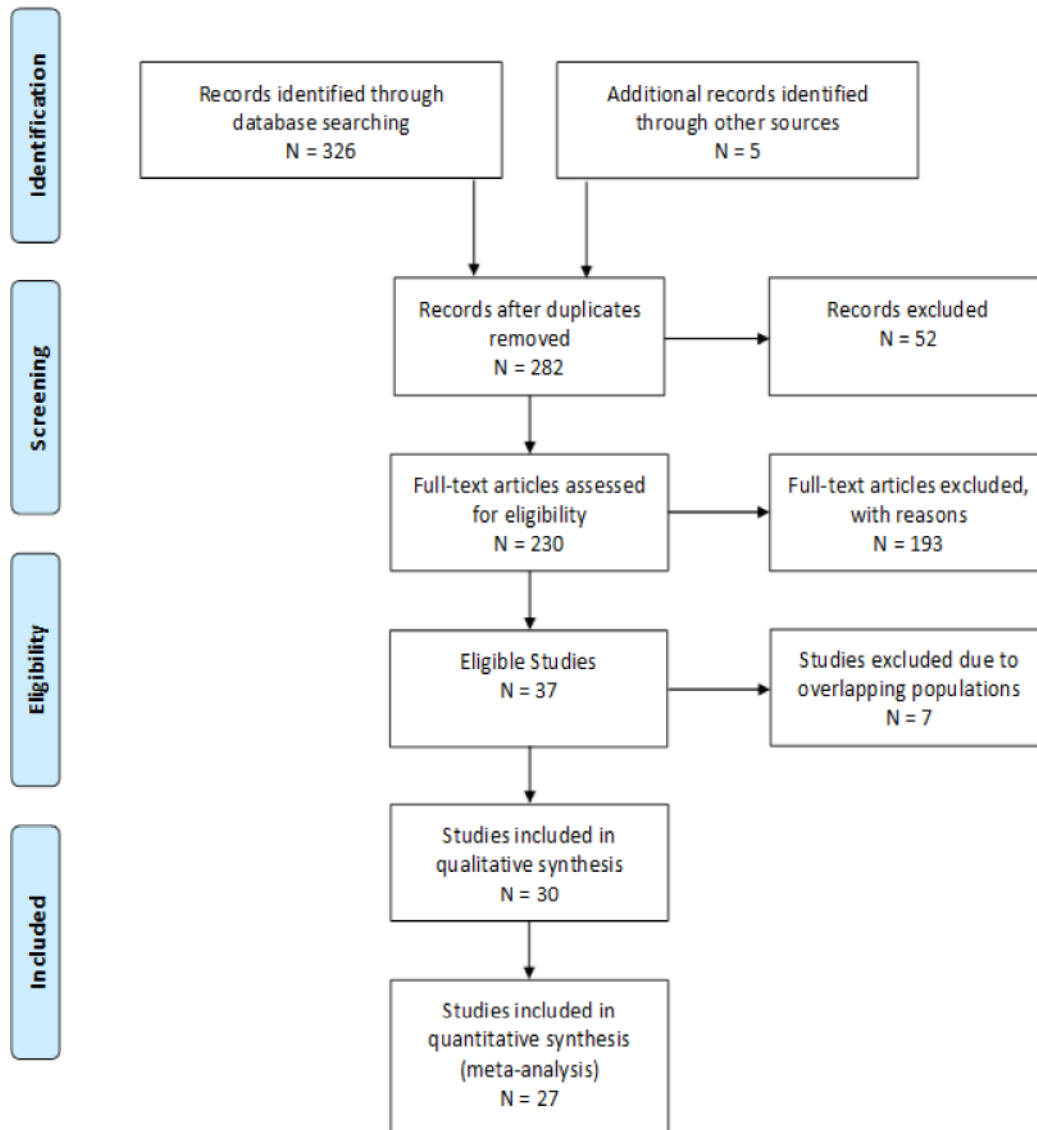 Identification
Records identified through
database searching
N = 326
Additional records identified
through other sources
N = 5
Screening
Records after duplicates
removed
N = 282
Records excluded
N = 52
Full-text articles assessed
for eligibility
N = 230
Full-text articles excluded,
with reasons
N = 193
Eligibility
Eligible Studies
N = 37
Studies excluded due to
overlapping populations
N = 7
Included
Studies included in
qualitative synthesis
N = 30
Studies included in
quantitative synthesis
(meta-analysis)
N = 27